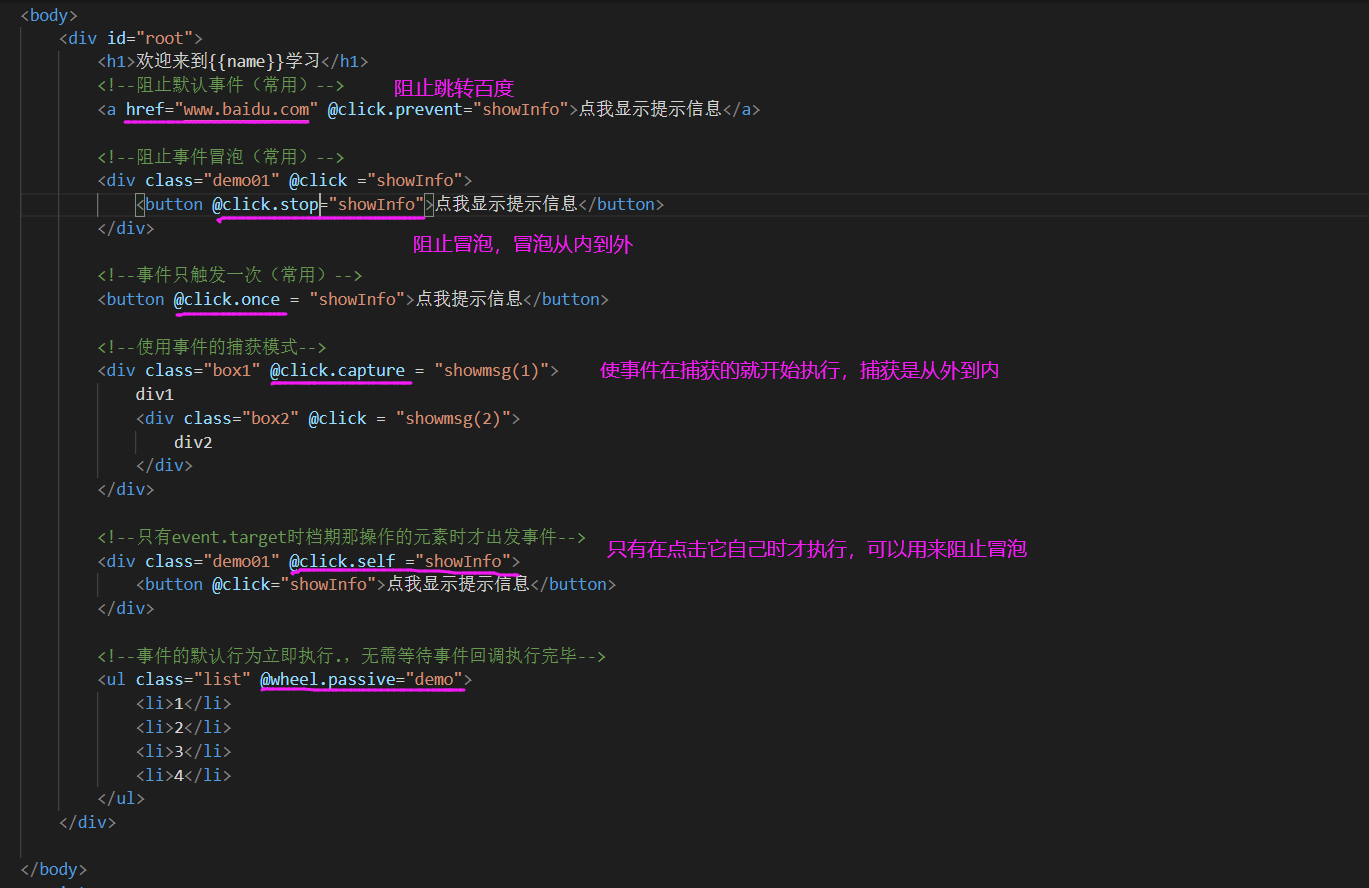 <body>
<div id="root">
<h1>欢迎来到{{name}}学习</h1>
<!--阻止默认事件（常用）-->
阻止跳转百度
<a href="www.baidu.com" @click.prevent="showInfo">点我显示提示信息</a>
<!--阻止事件冒泡（常用）-->
<div class="demo01" @click ="showInfo">
<button @click.stop="showInfo">点我显示提示信息</button>
</div>
阻止冒泡，冒泡从内到外
<!--事件只触发一次（常用）-->
<button @click.once = "showInfo">点我提示信息</button>
<!--使用事件的捕获模式-->
<div class="box1" @click.capture = "showmsg(1)">
使事件在捕获的就开始执行，捕获是从外到内
div1
<div class="box2" @click = "showmsg(2)">
div2
</div>
</div>
<!--只有event.target时档期那操作的元素时才出发事件-->
只有在点击它自己时才执行，可以用来阻止冒泡
<div class="demo01" @click.self ="showInfo">
<button @click="showInfo">点我显示提示信息</button>
</div>
<!--事件的默认行为立即执行.，无需等待事件回调执行完毕-->
<ul class="list" @wheel.passive="demo">
<li>1</li>
<li>2</li>
<li>3</li>
<li>4</li>
</ul>
</div>
</body>